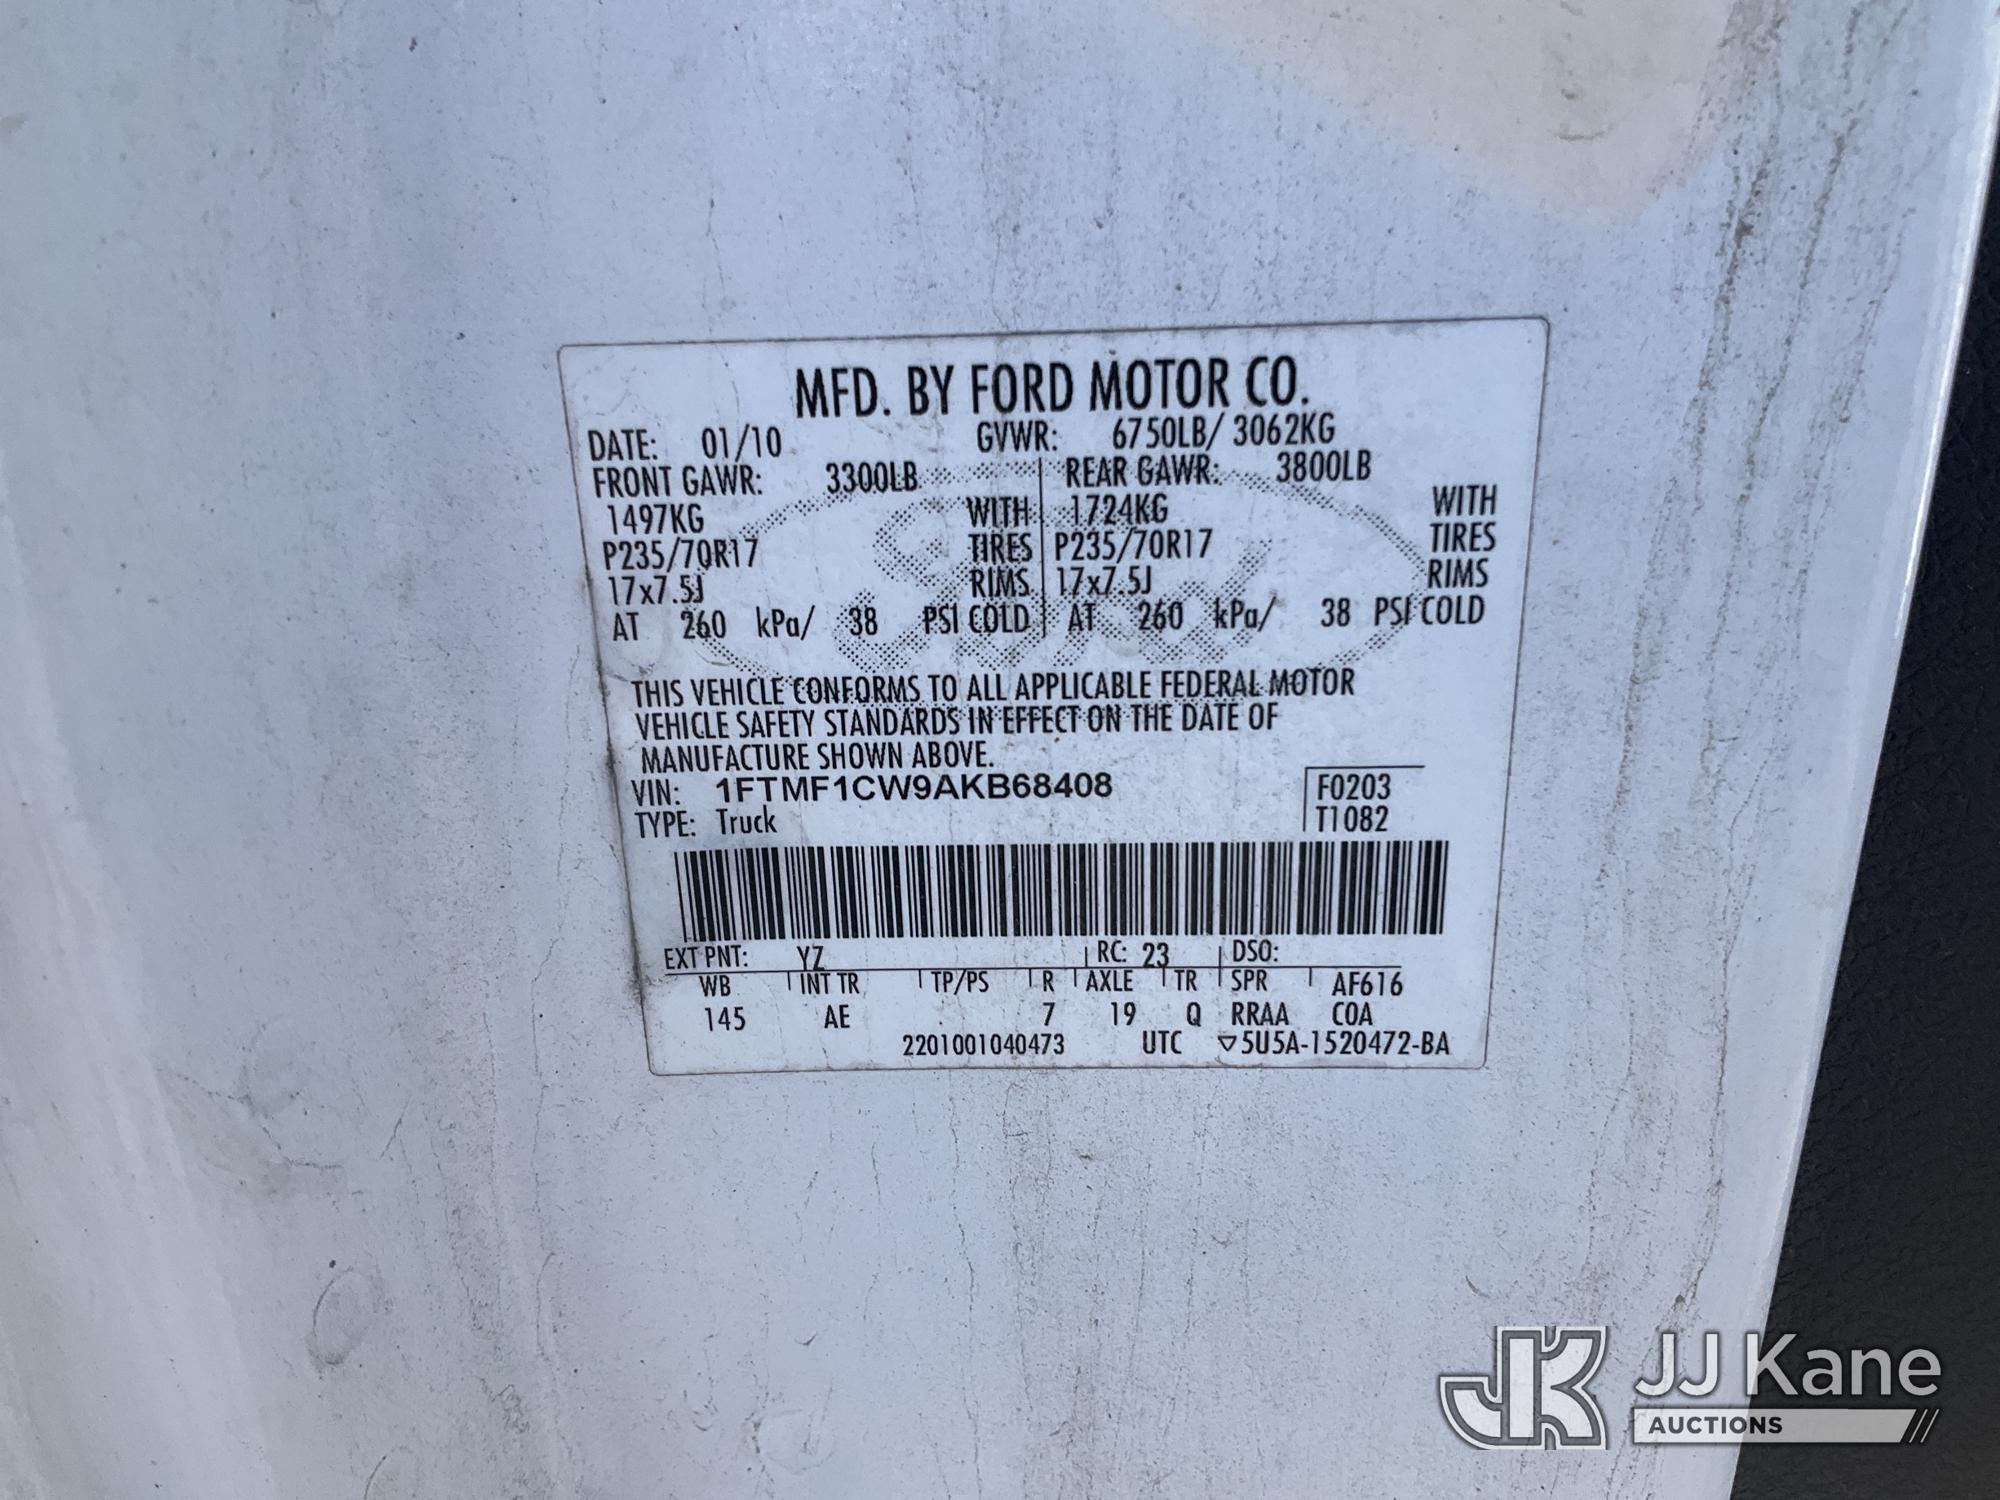 MFD. BY FORD MOTOR CO.
DATE: 01/10 GVWR: 6750LB/ 3062KG
FRONT GAWR: 3300LB REAR GAWR: 3800LB
1497KG WITH 1724KG WITH
P235/70R17 TIRES P235/70R17 TIRES
17x7.5J RIMS 17x7.5J RIMS
AT 260 kPa/ 38 PSI COLD AT 260 kPa/ 38 PSI COLD
Ford
THIS VEHICLE CONFORMS TO ALL APPLICABLE FEDERAL MOTOR
VEHICLE SAFETY STANDARDS IN EFFECT ON THE DATE OF
MANUFACTURE SHOWN ABOVE.
VIN: 1FTMF1CW9AKB68408 F0203
TYPE: Truck T1082
EXT PNT: YZ RC: 23 DSO:
WB INT TR TP/PS R AXLE TR SPR AF616
145 AE 7 19 Q RRAA COA
2201001040473 UTC ▽5U5A-1520472-BA
JK JJ Kane
AUCTIONS